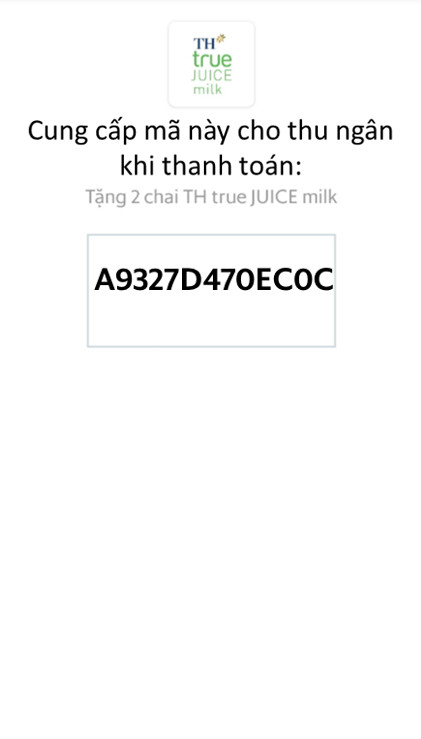 TH
true
JUICE
milk
Cung cấp mã này cho thu ngân
khi thanh toán:
Tặng 2 chai TH true JUICE milk
A9327D470EC0C